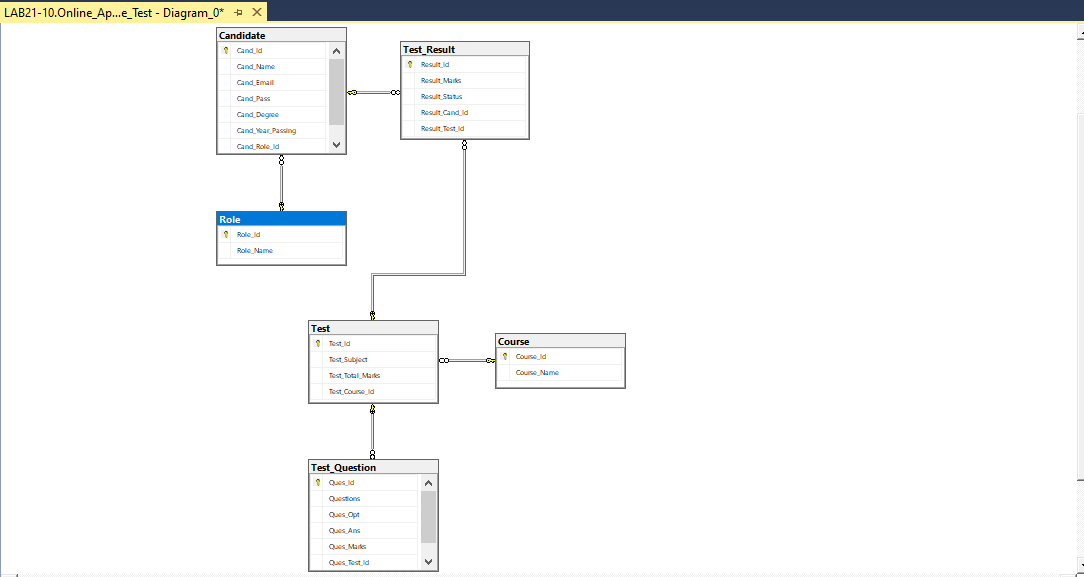 LAB21-10.Online_Ap...e_Test - Diagram_0*
Candidate
Cand_Id
Cand_Name
Cand_Email
Cand_Pass
Cand_Degree
Cand_Year_Passing
Cand_Role_Id
Test_Result
Result_Id
Result_Marks
Result_Status
Result_Cand_Id
Result_Test_Id
Role
Role_Id
Role_Name
Test
Test_Id
Test_Subject
Test_Total_Marks
Test_Course_Id
Course
Course_Id
Course_Name
Test_Question
Ques_Id
Questions
Ques_Opt
Ques_Ans
Ques_Marks
Ques_Test_Id